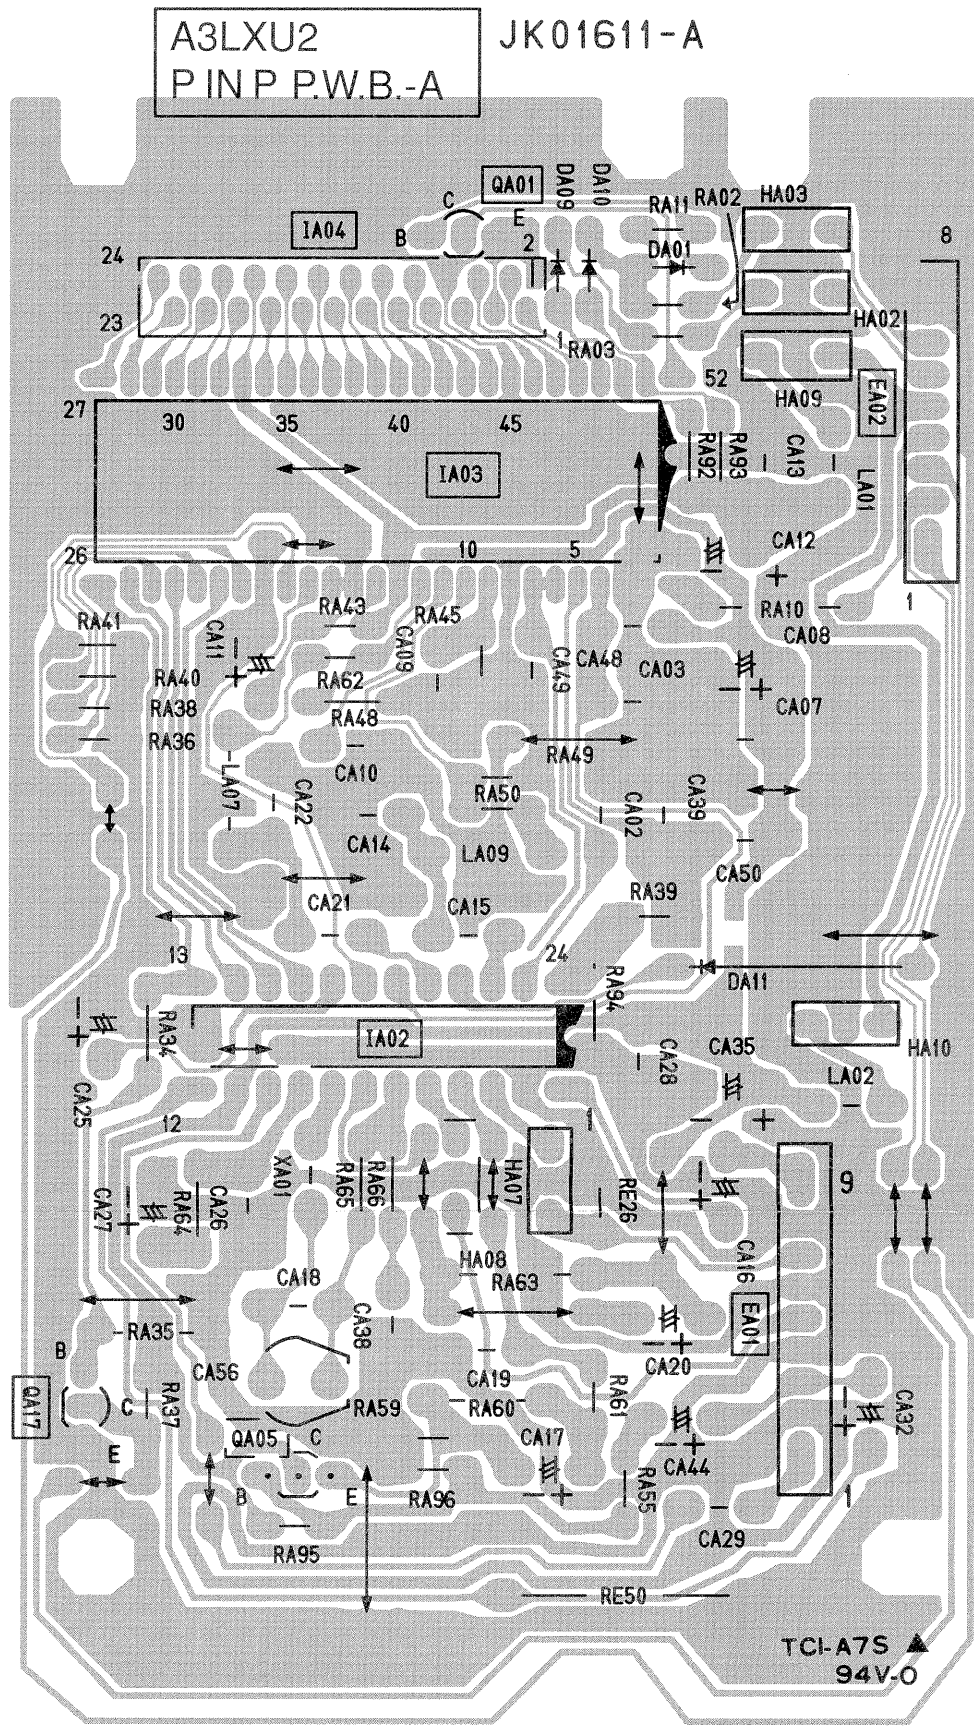 A3LXU2
P IN P P.W.B.-A
JK01611-A
QA01
DA09
DA10
RA11
RA02
HA03
C
E
B
IA04
2
DA01
8
24
23
1
RA03
HA02
52
HA09
EA02
27
30
35
40
45
IA03
RA92
RA93
CA13
LA01
26
10
5
CA12
1
RA41
CA11
RA43
CA09
RA45
CA49
CA48
CA03
RA10
CA08
RA40
RA62
RA38
RA48
CA07
RA36
LA07
CA10
RA49
CA22
RA50
CA02
CA39
CA14
LA09
CA50
CA21
CA15
RA39
13
24
RA94
DA11
RA34
IA02
CA28
CA35
HA10
LA02
CA25
12
1
CA27
RA64
CA26
XA01
RA65
RA66
HA07
RE26
9
CA16
HA08
RA63
CA18
CA38
EA01
RA35
B
CA56
CA19
CA20
QA17
C
RA37
RA59
RA60
RA61
CA32
E
QA05
C
CA17
CA44
B
E
RA96
RA55
1
RA95
CA29
RE50
TCI-A7S
94V-0